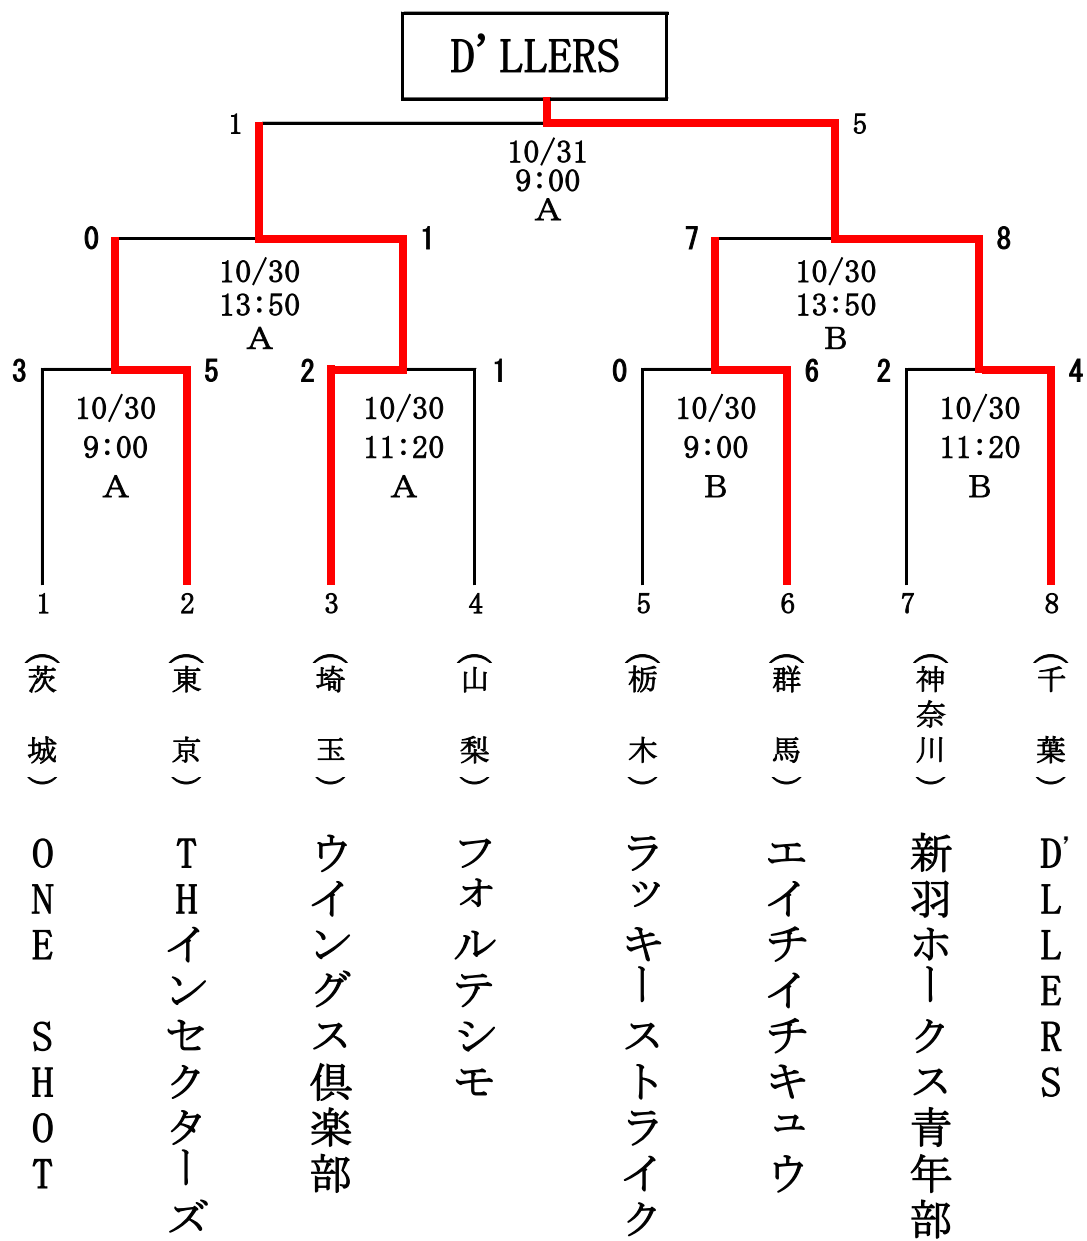 D'LLERS
1
5
10/31
9:00
A
0
1
7
8
10/30
13:50
A
10/30
13:50
B
3
5
2
1
0
6
2
4
10/30
9:00
A
10/30
11:20
A
10/30
9:00
B
10/30
11:20
B
1
2
3
4
5
6
7
8
(茨城)
(東京)
(埼玉)
(山梨)
(栃木)
(群馬)
(神奈川)
(千葉)
ONE SHOT
THインセクターズ
ウイングス倶楽部
フォルテシモ
ラッキーストライク
エイチイチキュウ
新羽ホークス青年部
D'LLERS